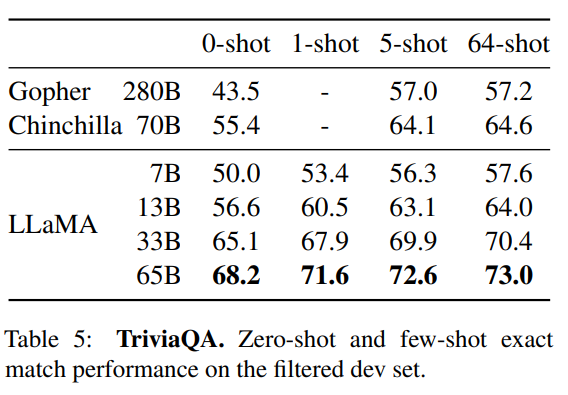 0-shot 1-shot 5-shot 64-shot
Gopher 280B 43.5 - 57.0 57.2
Chinchilla 70B 55.4 - 64.1 64.6
7B 50.0 53.4 56.3 57.6
LLaMA
13B 56.6 60.5 63.1 64.0
33B 65.1 67.9 69.9 70.4
65B 68.2 71.6 72.6 73.0
Table 5: TriviaQA. Zero-shot and few-shot exact
match performance on the filtered dev set.